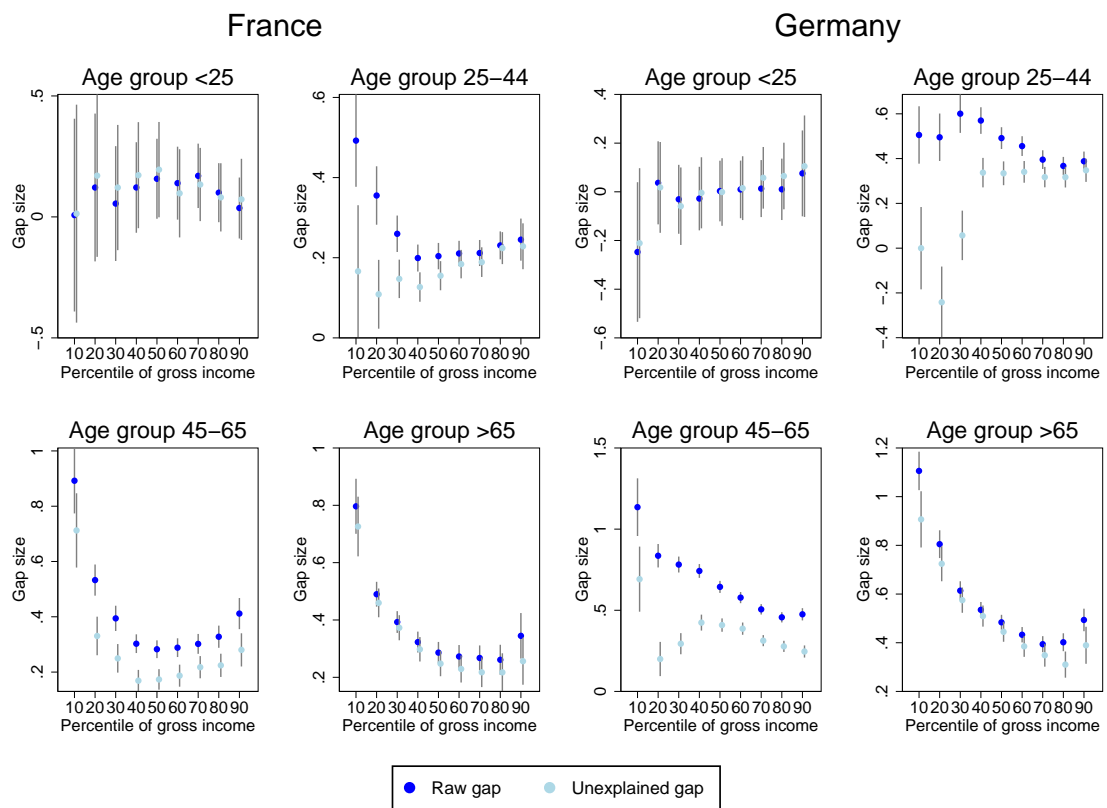 France
Germany
Age group <25
.5
0
−.5
Gap size
10 20 30 40 50 60 70 80 90
Percentile of gross income
Age group 25−44
.6
.4
.2
0
Gap size
10 20 30 40 50 60 70 80 90
Percentile of gross income
Age group <25
.4
.2
0
−.2
−.4
−.6
Gap size
10 20 30 40 50 60 70 80 90
Percentile of gross income
Age group 25−44
.6
.4
.2
0
−.2
−.4
Gap size
10 20 30 40 50 60 70 80 90
Percentile of gross income
Age group 45−65
1
.8
.6
.4
.2
Gap size
10 20 30 40 50 60 70 80 90
Percentile of gross income
Age group >65
1
.8
.6
.4
.2
Gap size
10 20 30 40 50 60 70 80 90
Percentile of gross income
Age group 45−65
1.5
1
.5
0
Gap size
10 20 30 40 50 60 70 80 90
Percentile of gross income
Age group >65
1.2
1
.8
.6
.4
.2
Gap size
10 20 30 40 50 60 70 80 90
Percentile of gross income
Raw gap
Unexplained gap